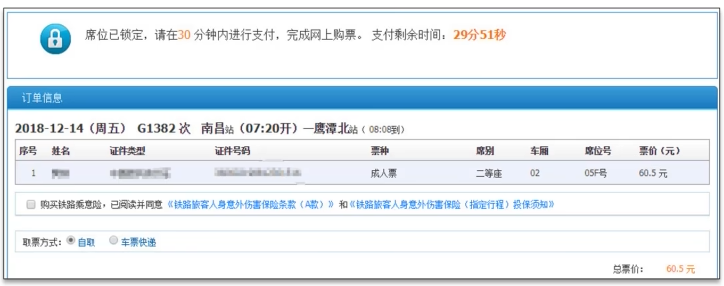 席位已锁定，请在30 分钟内进行支付，完成网上购票。 支付剩余时间：29分51秒
订单信息
2018-12-14（周五） G1382 次 南昌站（07:20开）—鹰潭北站（ 08:08到）
序号 姓名 证件类型 证件号码 票种 席别 车厢 席位号 票价（元）
1 成人票 二等座 02 05F号 60.5 元
购买铁路乘意险，已阅读并同意 《铁路旅客人身意外伤害保险条款（A款）》 和《铁路旅客人身意外伤害保险（指定行程）投保须知》
取票方式： 自取 车票快递
总票价： 60.5 元